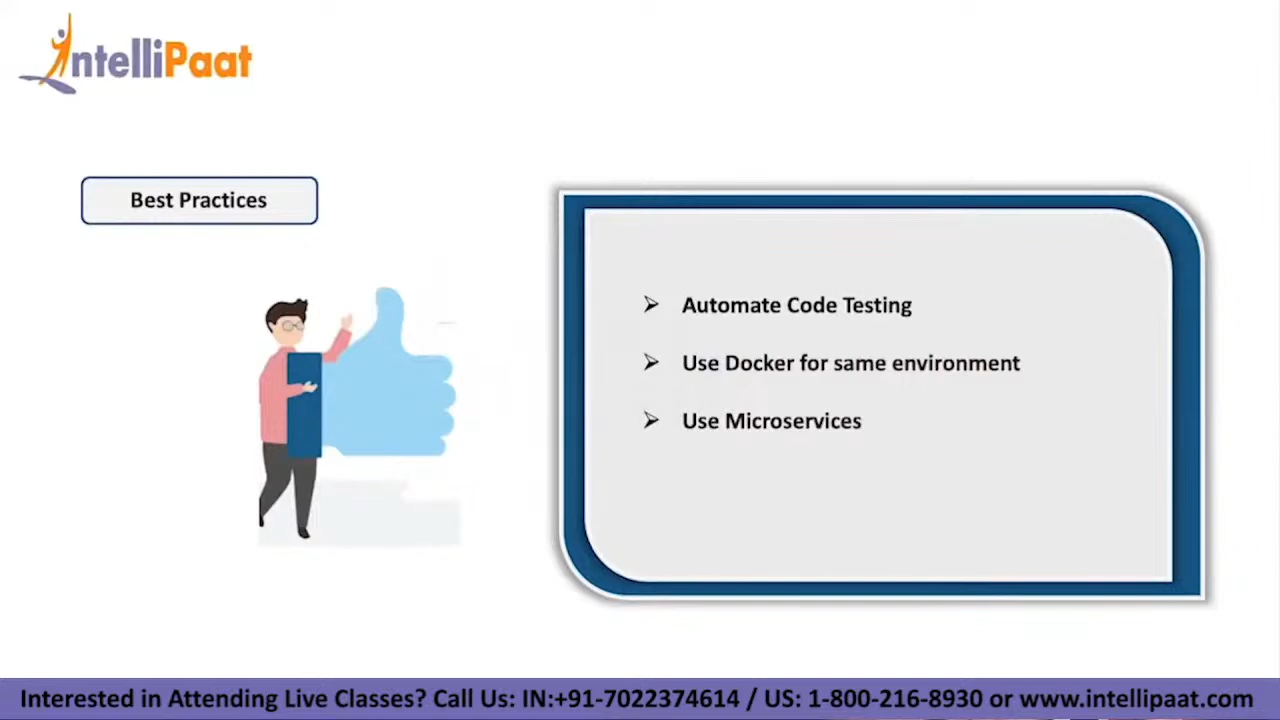 IntelliPaat
Best Practices
Automate Code Testing
Use Docker for same environment
Use Microservices
Interested in Attending Live Classes? Call Us: IN:+91-7022374614 / US: 1-800-216-8930 or www.intellipaat.com